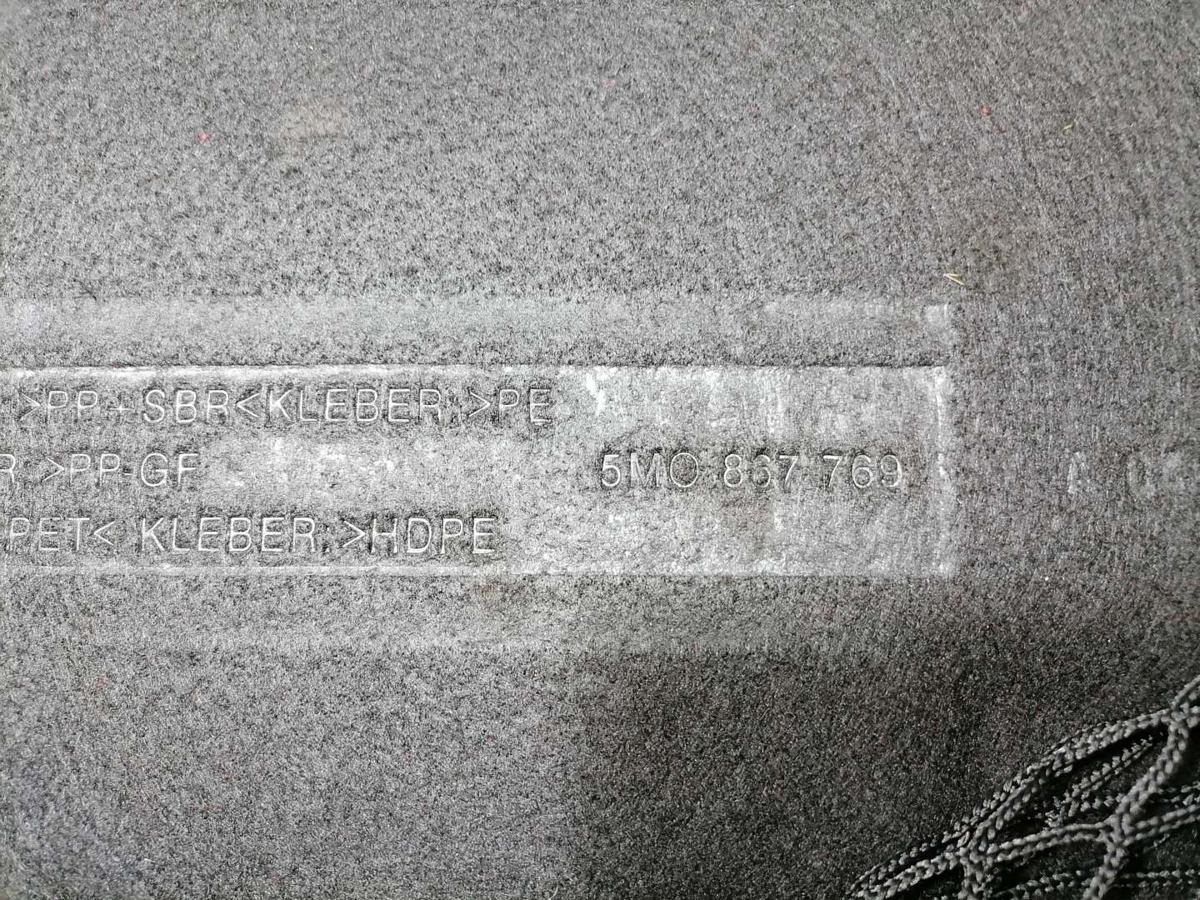 >PP+SBR<KLEBER:>PE
R:>PP-GF 5M0 867 769
PET< KLEBER:>HDPE